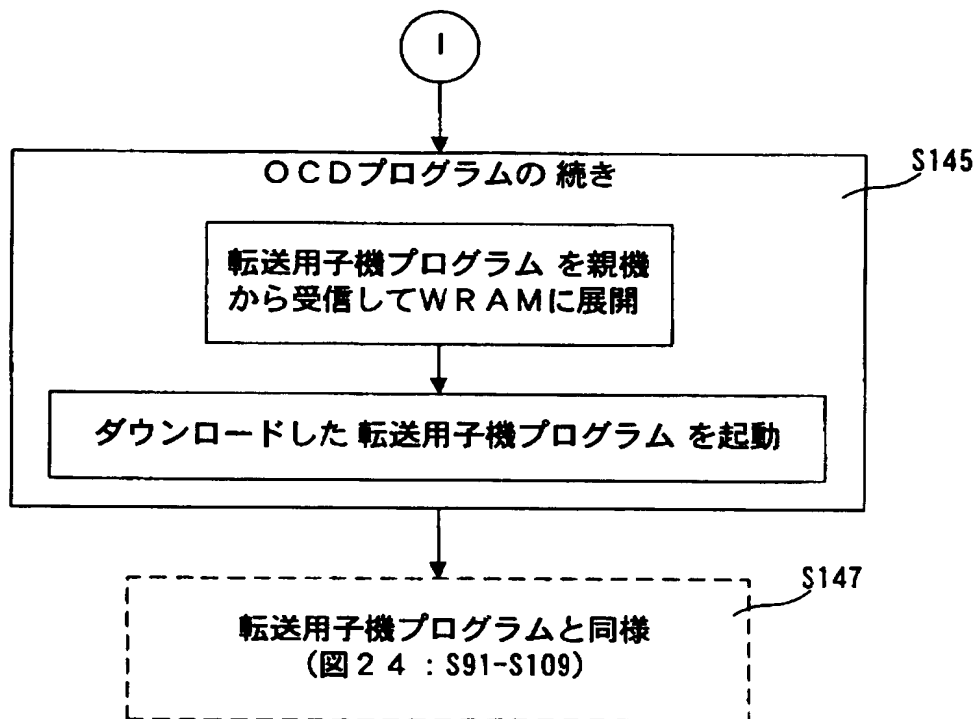 I
OCDプログラムの 続き
S145
転送用子機プログラム を親機
から受信してWRAMに展開
ダウンロードした 転送用子機プログラム を起動
S147
転送用子機プログラムと同様
(図24:S91-S109)